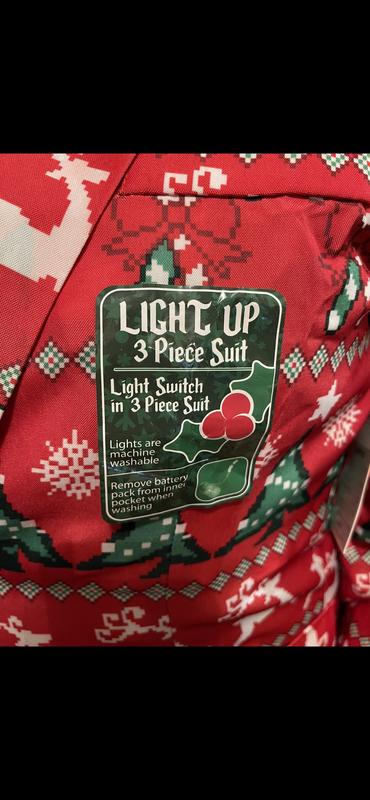 LIGHT UP
3 Piece Suit
Light Switch
in 3 Piece Suit
Lights are
machine
washable
Remove battery
pack from inner
pocket when
washing